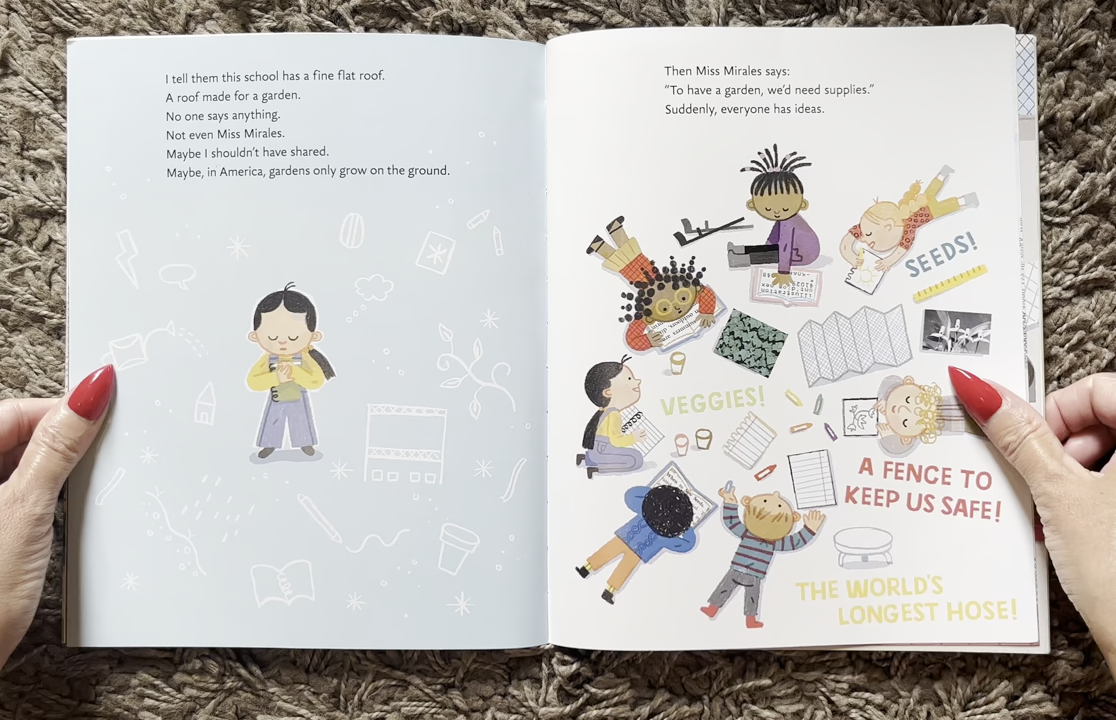 I tell them this school has a fine flat roof.
A roof made for a garden.
No one says anything.
Not even Miss Mirales.
Maybe I shouldn't have shared.
Maybe, in America, gardens only grow on the ground.
Then Miss Mirales says:
“To have a garden, we'd need supplies.”
Suddenly, everyone has ideas.
SEEDS!
VEGGIES!
A FENCE TO
KEEP US SAFE!
THE WORLD'S
LONGEST HOSE!